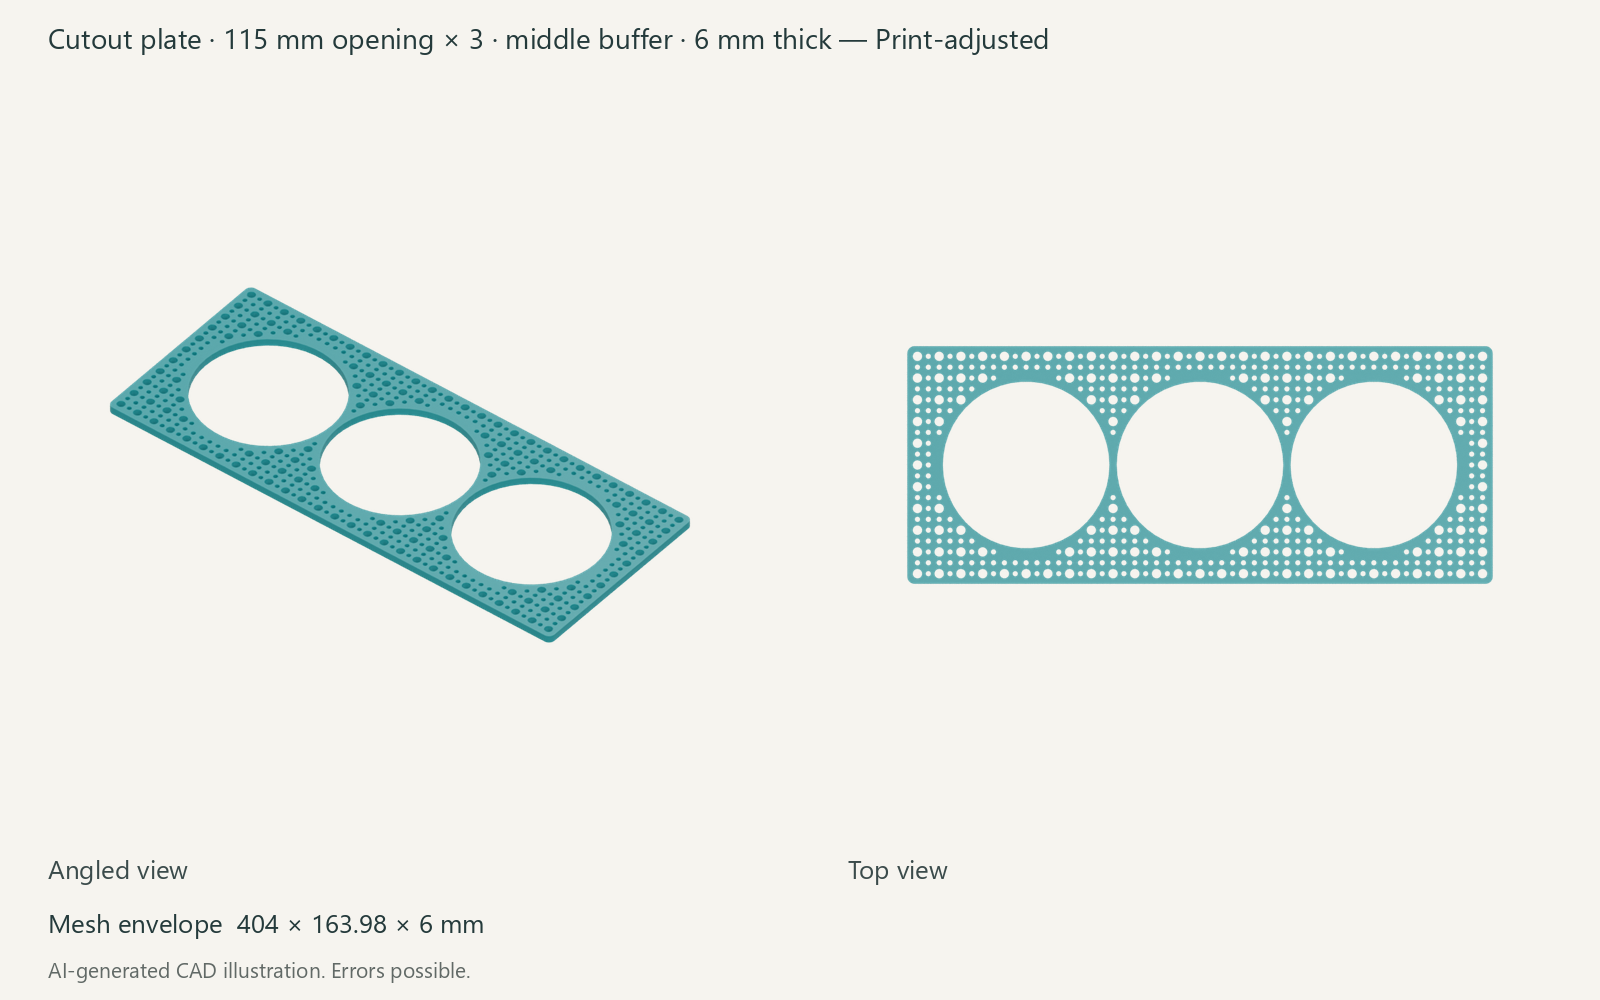 Cutout plate · 115 mm opening × 3 · middle buffer · 6 mm thick — Print-adjusted
Angled view
Top view
Mesh envelope 404 × 163.98 × 6 mm
AI-generated CAD illustration. Errors possible.